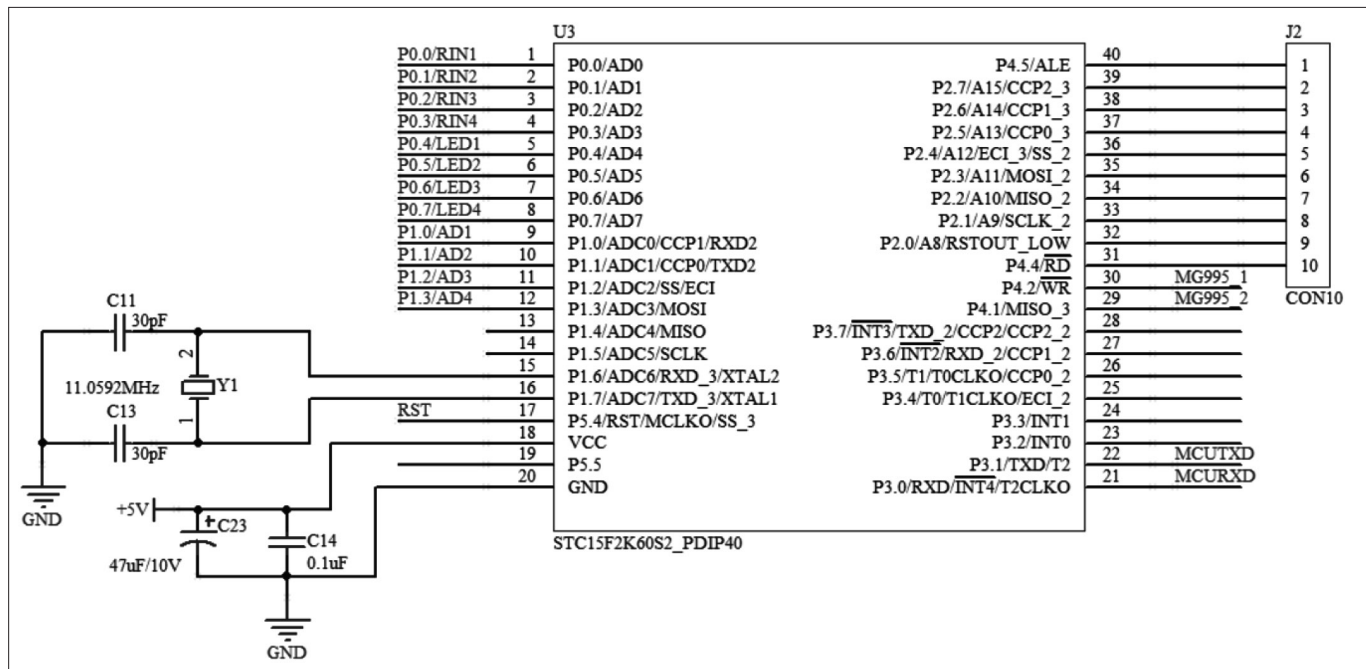 U3 J2
P0.0/RIN1 1 P0.0/AD0 P4.5/ALE 40 1
P0.1/RIN2 2 P0.1/AD1 P2.7/A15/CCP2_3 39 2
P0.2/RIN3 3 P0.2/AD2 P2.6/A14/CCP1_3 38 3
P0.3/RIN4 4 P0.3/AD3 P2.5/A13/CCP0_3 37 4
P0.4/LED1 5 P0.4/AD4 P2.4/A12/ECI_3/SS_2 36 5
P0.5/LED2 6 P0.5/AD5 P2.3/A11/MOSI_2 35 6
P0.6/LED3 7 P0.6/AD6 P2.2/A10/MISO_2 34 7
P0.7/LED4 8 P0.7/AD7 P2.1/A9/SCLK_2 33 8
P1.0/AD1 9 P1.0/ADC0/CCP1/RXD2 P2.0/A8/RSTOUT_LOW 32 9
P1.1/AD2 10 P1.1/ADC1/CCP0/TXD2 P4.4/RD 31 10
P1.2/AD3 11 P1.2/ADC2/SS/ECI P4.2/WR 30 MG995_1
P1.3/AD4 12 P1.3/ADC3/MOSI P4.1/MISO_3 29 MG995_2 CON10
C11
30pF
13 P1.4/ADC4/MISO P3.7/INT3/TXD_2/CCP2/CCP2_2 28
14 P1.5/ADC5/SCLK P3.6/INT2/RXD_2/CCP1_2 27
2
15 P1.6/ADC6/RXD_3/XTAL2 P3.5/T1/T0CLKO/CCP0_2 26
11.0592MHz Y1
16 P1.7/ADC7/TXD_3/XTAL1 P3.4/T0/T1CLKO/ECI_2 25
C13 1
RST 17 P5.4/RST/MCLKO/SS_3 P3.3/INT1 24
30pF
18 VCC P3.2/INT0 23
19 P5.5 P3.1/TXD/T2 22 MCUTXD
20 GND P3.0/RXD/INT4/T2CLKO 21 MCURXD
GND
+5V + C23
C14
47uF/10V 0.1uF
STC15F2K60S2_PDIP40
GND